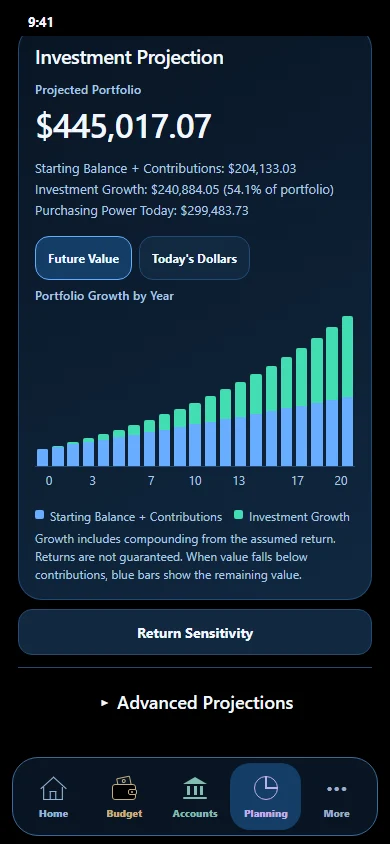 9:41
Investment Projection
Projected Portfolio
$445,017.07
Starting Balance + Contributions: $204,133.03
Investment Growth: $240,884.05 (54.1% of portfolio)
Purchasing Power Today: $299,483.73
Future Value
Today's Dollars
Portfolio Growth by Year
0 3 7 10 13 17 20
Starting Balance + Contributions Investment Growth
Growth includes compounding from the assumed return.
Returns are not guaranteed. When value falls below
contributions, blue bars show the remaining value.
Return Sensitivity
Advanced Projections
Home Budget Accounts Planning More